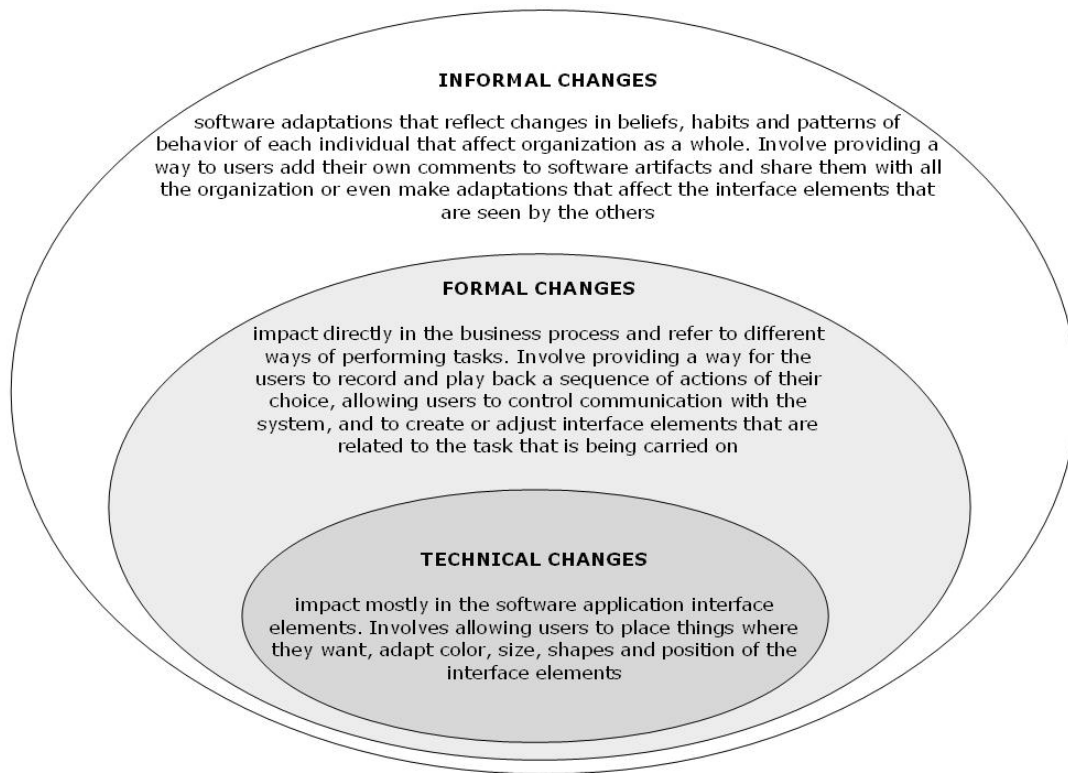 INFORMAL CHANGES
software adaptations that reflect changes in beliefs, habits and patterns of
behavior of each individual that affect organization as a whole. Involve providing a
way to users add their own comments to software artifacts and share them with all
the organization or even make adaptations that affect the interface elements that
are seen by the others
FORMAL CHANGES
impact directly in the business process and refer to different
ways of performing tasks. Involve providing a way for the
users to record and play back a sequence of actions of their
choice, allowing users to control communication with the
system, and to create or adjust interface elements that are
related to the task that is being carried on
TECHNICAL CHANGES
impact mostly in the software application interface
elements. Involves allowing users to place things where
they want, adapt color, size, shapes and position of the
interface elements